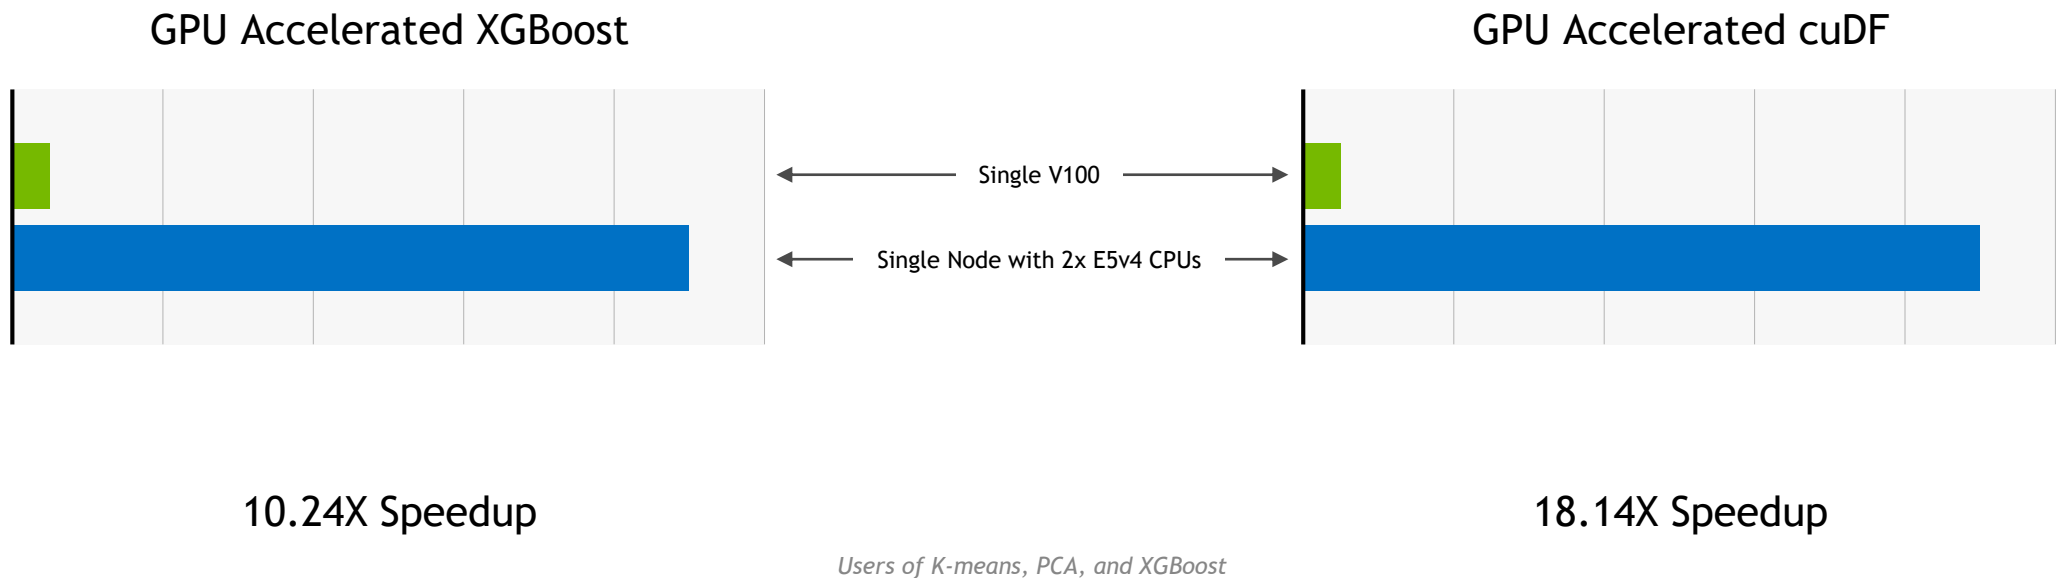 GPU Accelerated XGBoost
GPU Accelerated cuDF
Single V100
Single Node with 2x E5v4 CPUs
10.24X Speedup
18.14X Speedup
Users of K-means, PCA, and XGBoost